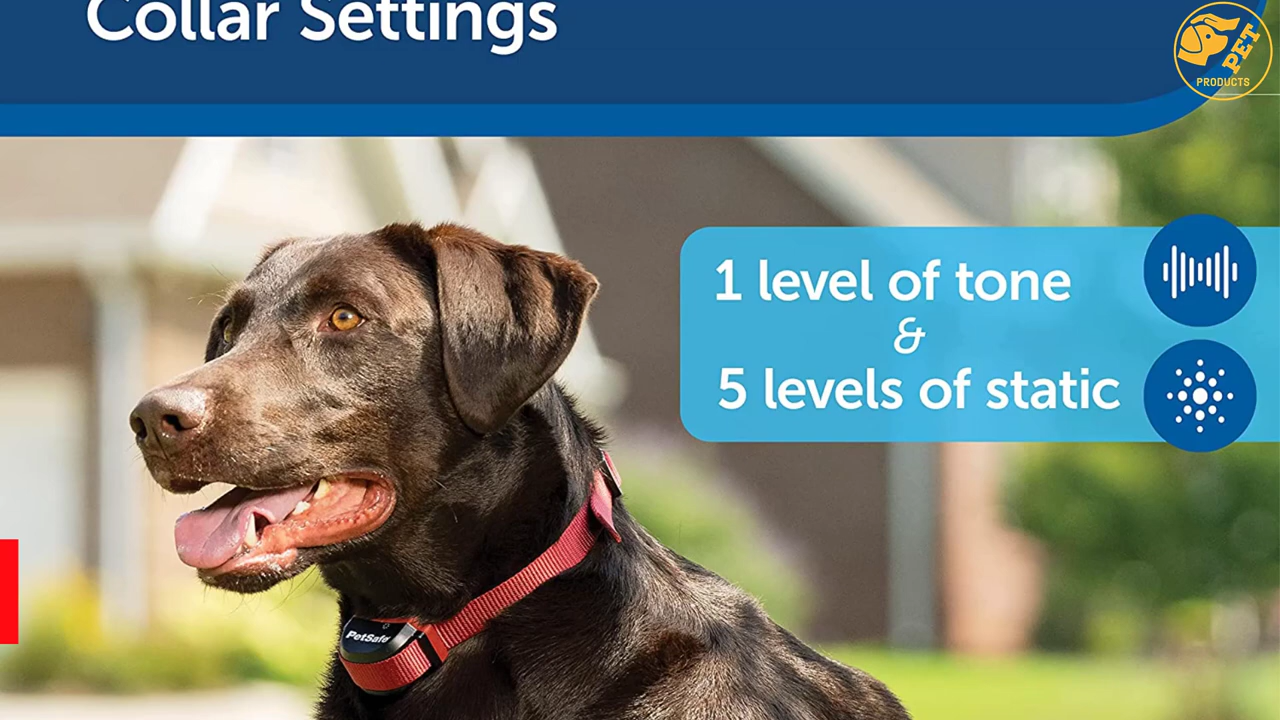 Collar Settings
PET
PRODUCTS
1 level of tone
&
5 levels of static
PetSafe